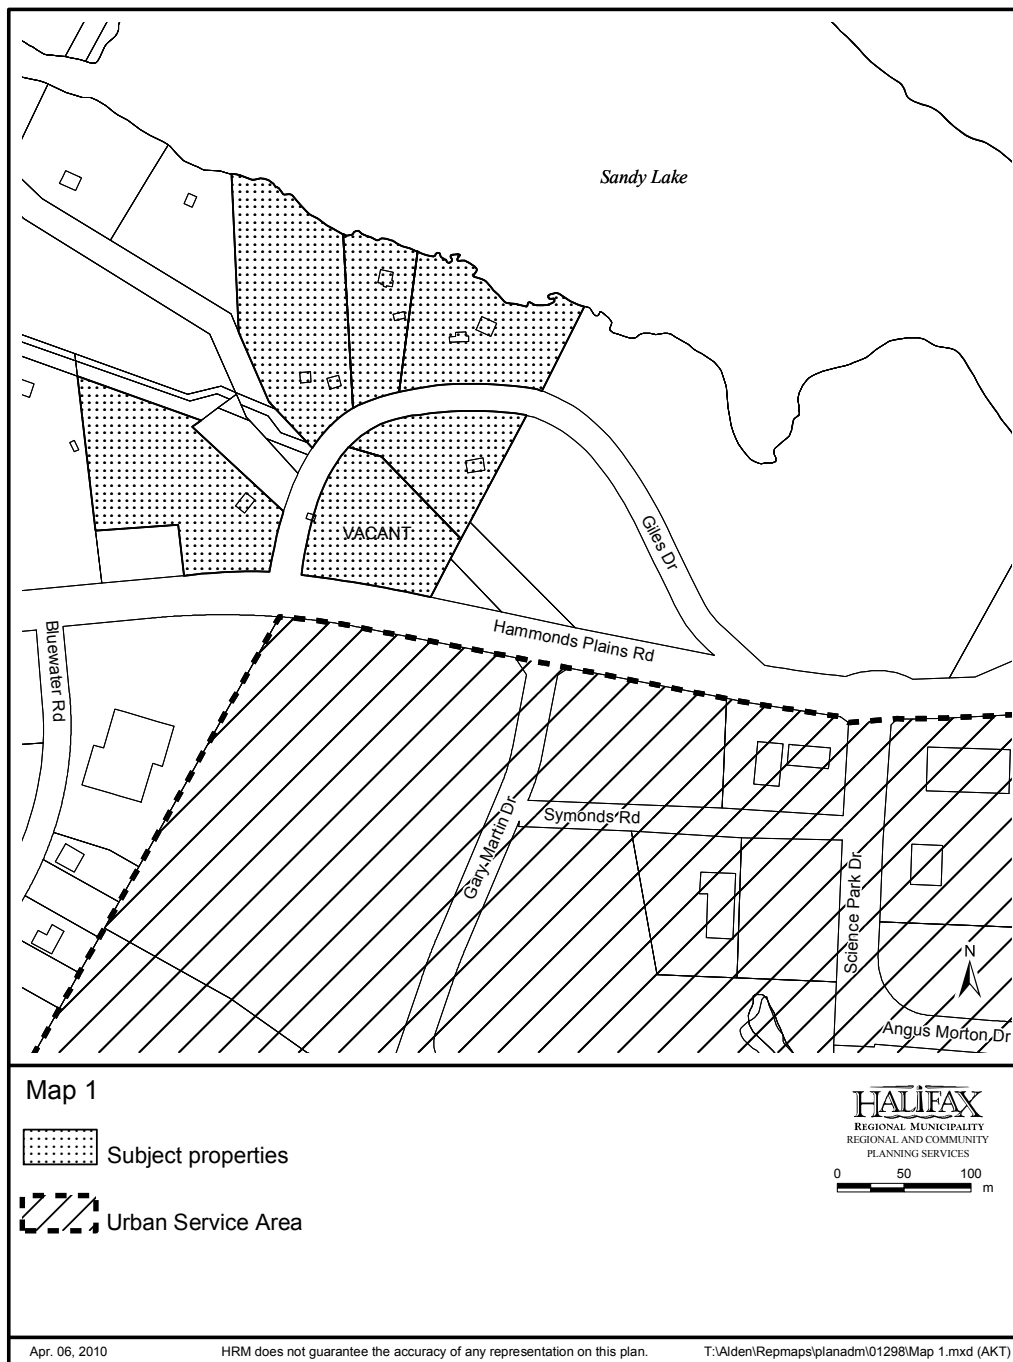 Sandy Lake
VACANT
Giles Dr
Hammonds Plains Rd
Bluewater Rd
Gary-Martin Dr
Symonds Rd
Science Park Dr
N
Angus Morton Dr
Map 1
Subject properties
Urban Service Area
HALIFAX
REGIONAL MUNICIPALITY
REGIONAL AND COMMUNITY
PLANNING SERVICES
0 50 100
m
Apr. 06, 2010 HRM does not guarantee the accuracy of any representation on this plan. T:\Alden\Repmaps\planadm\01298\Map 1.mxd (AKT)